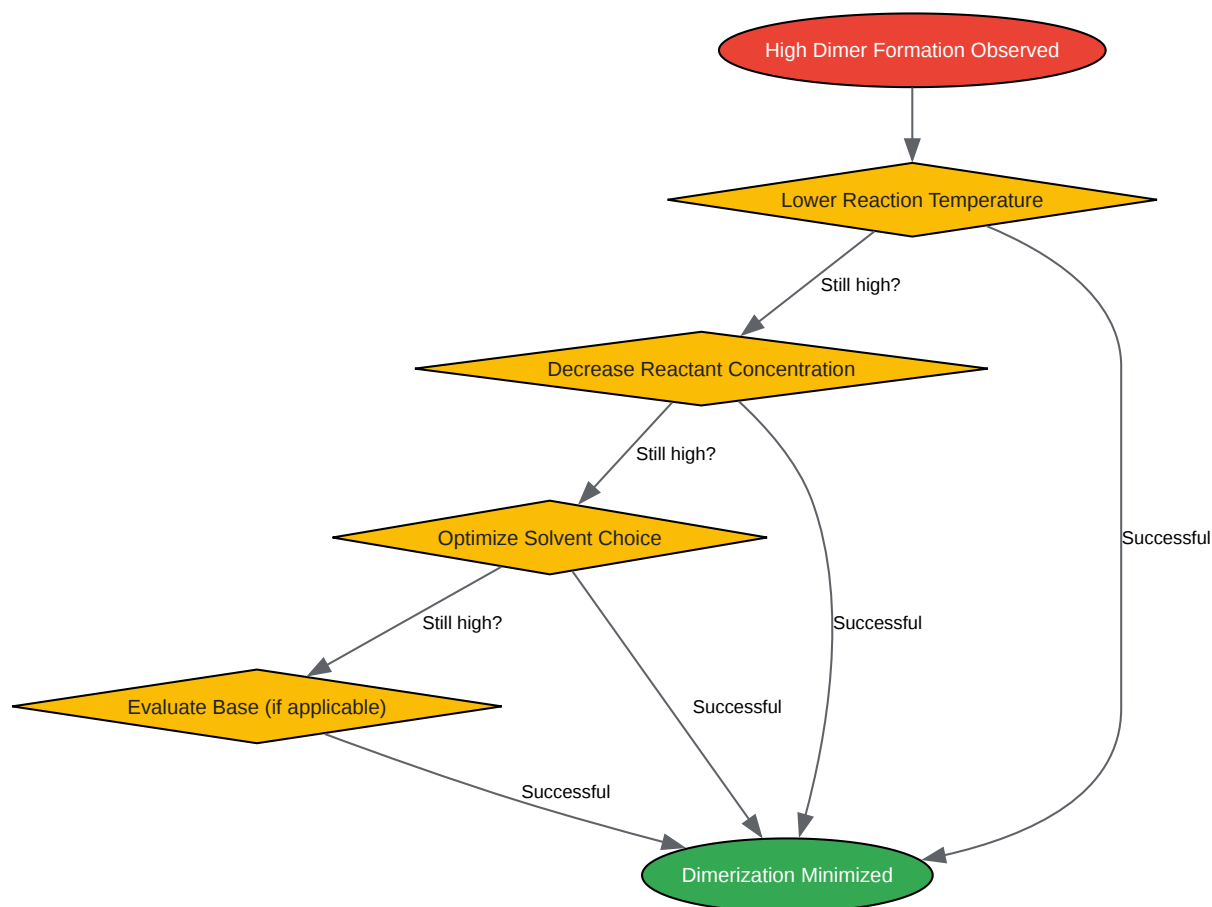 High Dimer Formation Observed
Lower Reaction Temperature
Still high?
Decrease Reactant Concentration
Still high?
Optimize Solvent Choice
Successful
Still high?
Successful
Evaluate Base (if applicable)
Successful
Successful
Dimerization Minimized